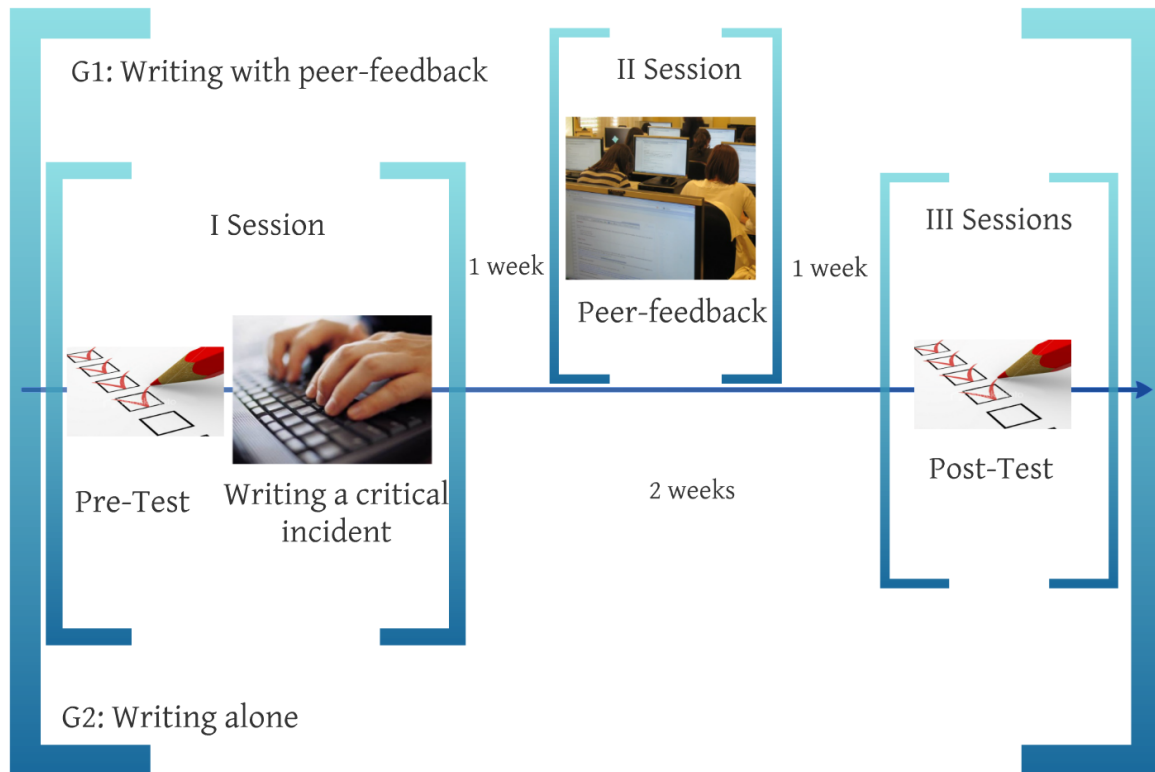 G1: Writing with peer-feedback
II Session
I Session
III Sessions
1 week
1 week
Peer-feedback
Pre-Test
Writing a critical
incident
2 weeks
Post-Test
G2: Writing alone